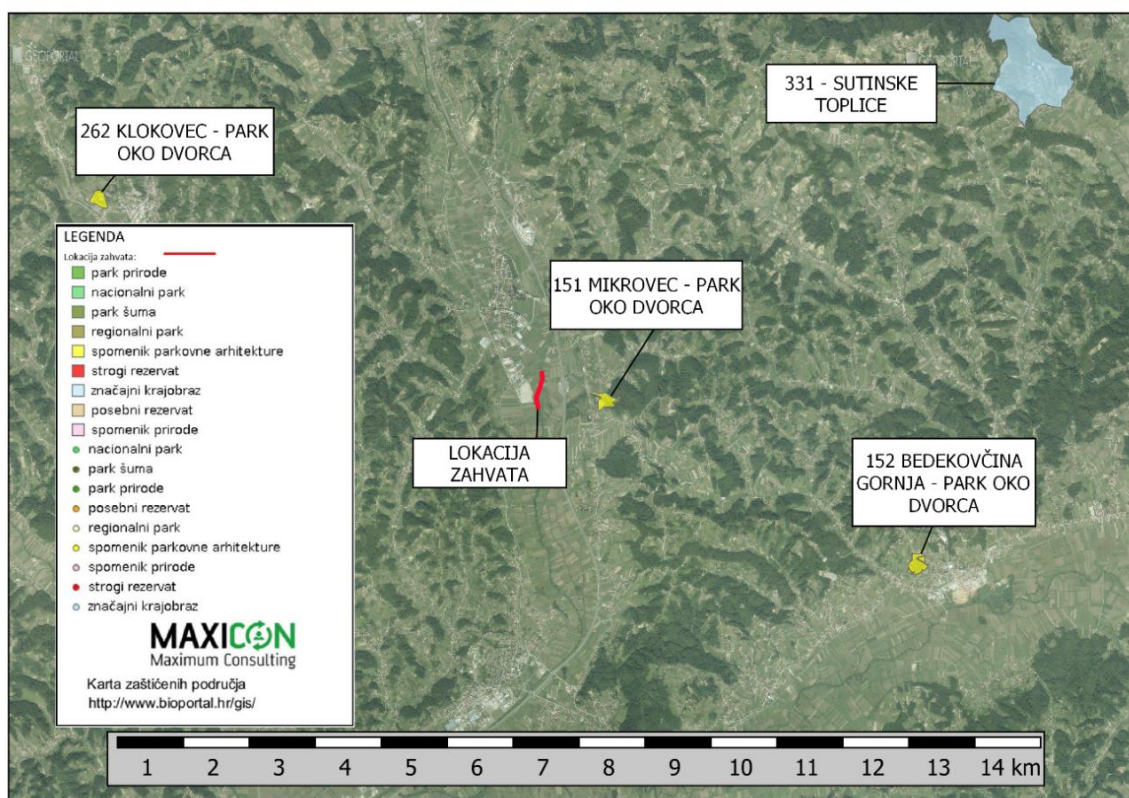 GEOPORTAL
331 - SUTINSKE
TOPLICE
262 KLOKOVEC - PARK
OKO DVORCA
151 MIKROVEC - PARK
OKO DVORCA
LOKACIJA
ZAHVATA
152 BEDEKOVČINA
GORNJA - PARK OKO
DVORCA
LEGENDA
Lokacija zahvata:
park prirode
nacionalni park
park šuma
regionalni park
spomenik parkovne arhitekture
strogi rezervat
značajni krajobraz
posebni rezervat
spomenik prirode
nacionalni park
park šuma
park prirode
posebni rezervat
regionalni park
spomenik parkovne arhitekture
spomenik prirode
strogi rezervat
značajni krajobraz
MAXICON
Maximum Consulting
Karta zaštićenih područja
http://www.bioportal.hr/gis/
1 2 3 4 5 6 7 8 9 10 11 12 13 14 km